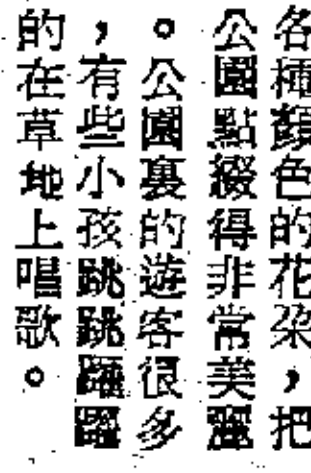 各種顏色的花朶，把
公園點綴得非常美麗
。公園裏的遊客很多
，有些小孩跳跳躍躍
的在草地上唱歌。